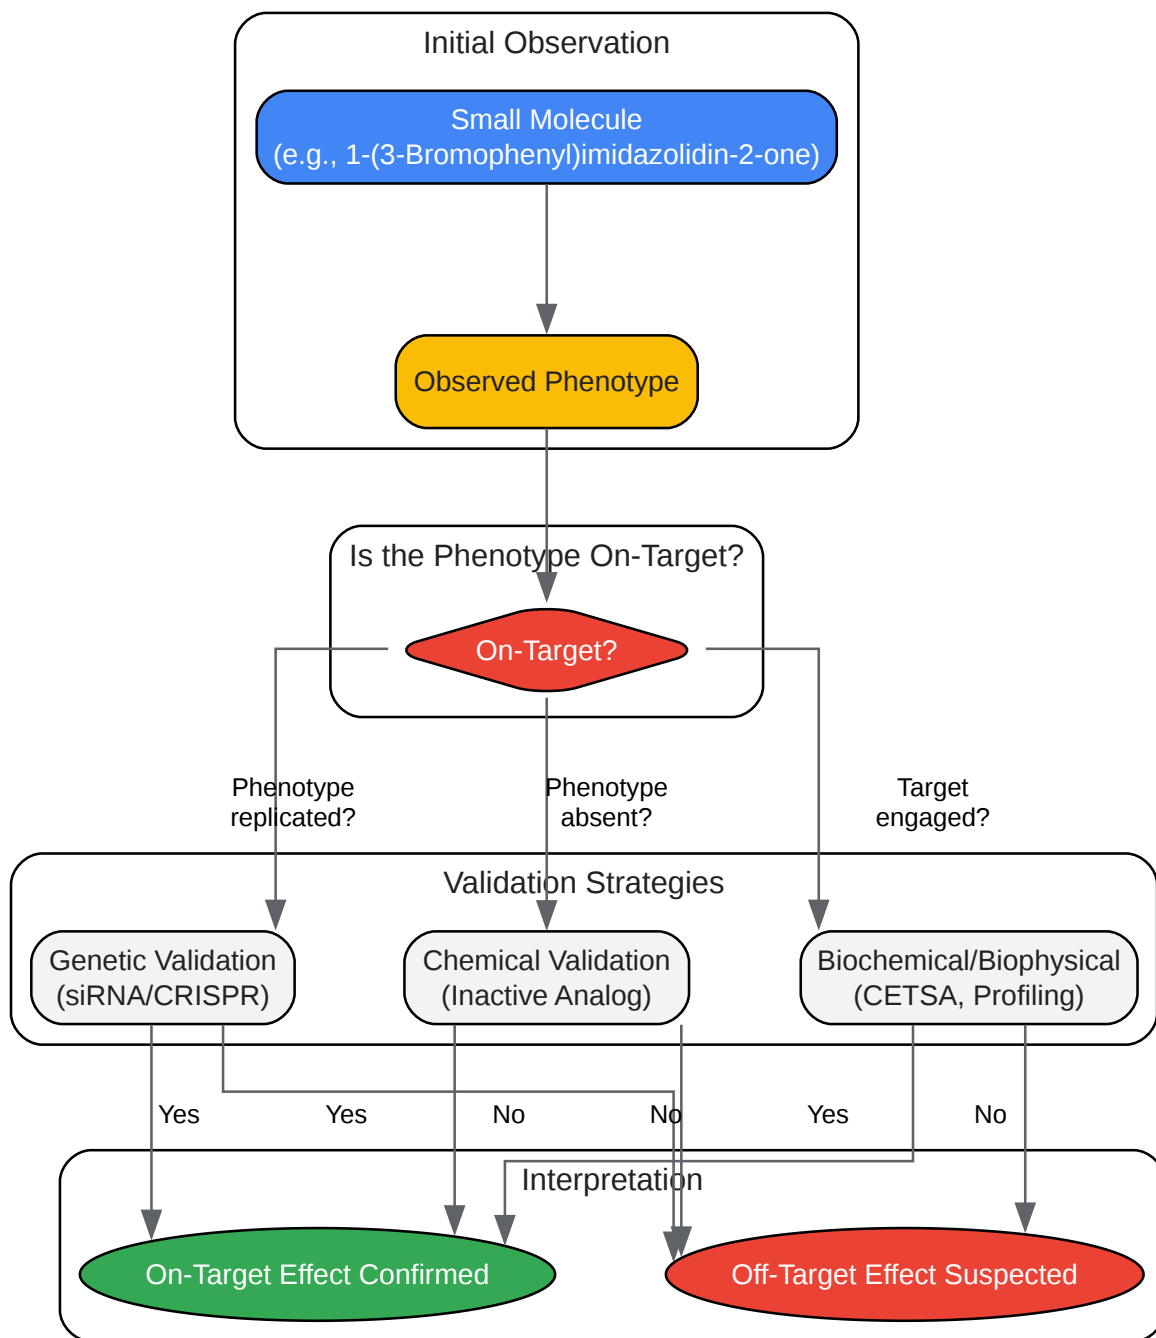 Initial Observation
Small Molecule
(e.g., 1-(3-Bromophenyl)imidazolidin-2-one)
Observed Phenotype
Is the Phenotype On-Target?
On-Target?
Phenotype
replicated?
Phenotype
absent?
Target
engaged?
Validation Strategies
Genetic Validation
(siRNA/CRISPR)
Chemical Validation
(Inactive Analog)
Biochemical/Biophysical
(CETSA, Profiling)
Yes
Yes
No
No
Yes
No
Interpretation
On-Target Effect Confirmed
Off-Target Effect Suspected